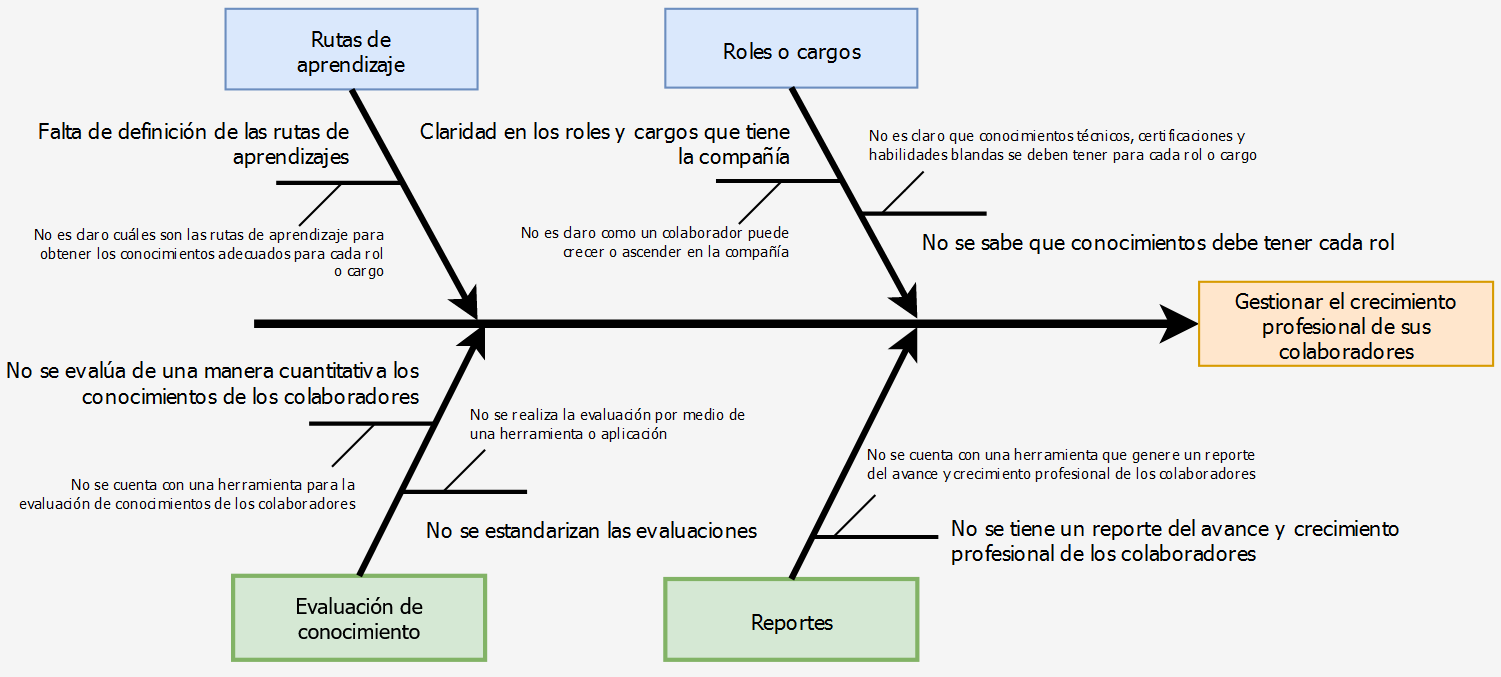 Rutas de
aprendizaje
Roles o cargos
Falta de definición de las rutas de
aprendizajes
No es claro cuáles son las rutas de aprendizaje para
obtener los conocimientos adecuados para cada rol
o cargo
Claridad en los roles y cargos que tiene
la compañía
No es claro como un colaborador puede
crecer o ascender en la compañía
No es claro que conocimientos técnicos, certificaciones y
habilidades blandas se deben tener para cada rol o cargo
No se sabe que conocimientos debe tener cada rol
Gestionar el crecimiento
profesional de sus
colaboradores
No se evalúa de una manera cuantitativa los
conocimientos de los colaboradores
No se cuenta con una herramienta para la
evaluación de conocimientos de los colaboradores
No se realiza la evaluación por medio de
una herramienta o aplicación
No se estandarizan las evaluaciones
No se cuenta con una herramienta que genere un reporte
del avance y crecimiento profesional de los colaboradores
No se tiene un reporte del avance y crecimiento
profesional de los colaboradores
Evaluación de
conocimiento
Reportes